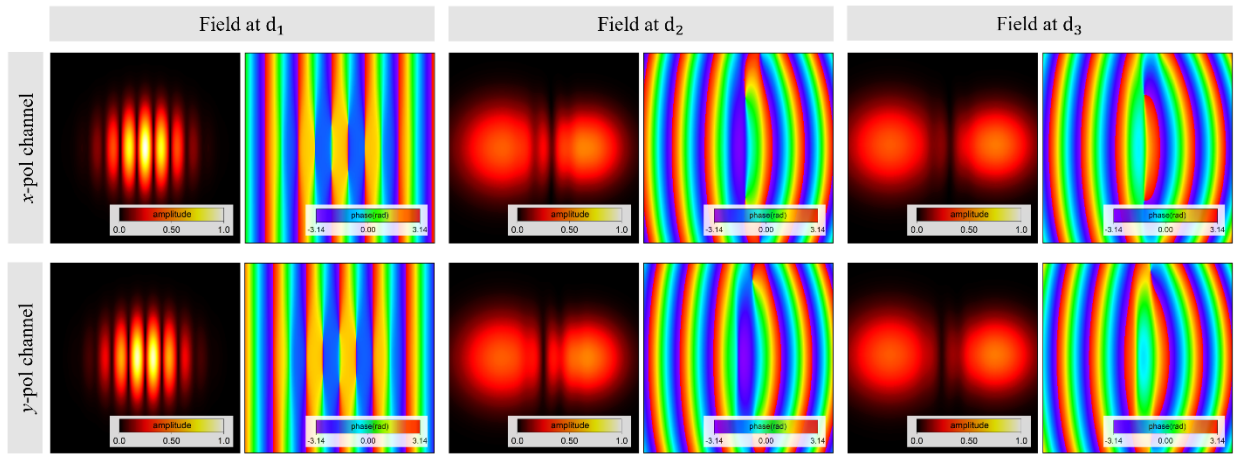 Field at d₁ Field at d₂ Field at d₃
x-pol channel
amplitude phase(rad) amplitude phase(rad) amplitude phase(rad)
0.0 0.50 1.0 -3.14 0.00 3.14 0.0 0.50 1.0 -3.14 0.00 3.14 0.0 0.50 1.0 -3.14 0.00 3.14
y-pol channel
amplitude phase(rad) amplitude phase(rad) amplitude phase(rad)
0.0 0.50 1.0 -3.14 0.00 3.14 0.0 0.50 1.0 -3.14 0.00 3.14 0.0 0.50 1.0 -3.14 0.00 3.14